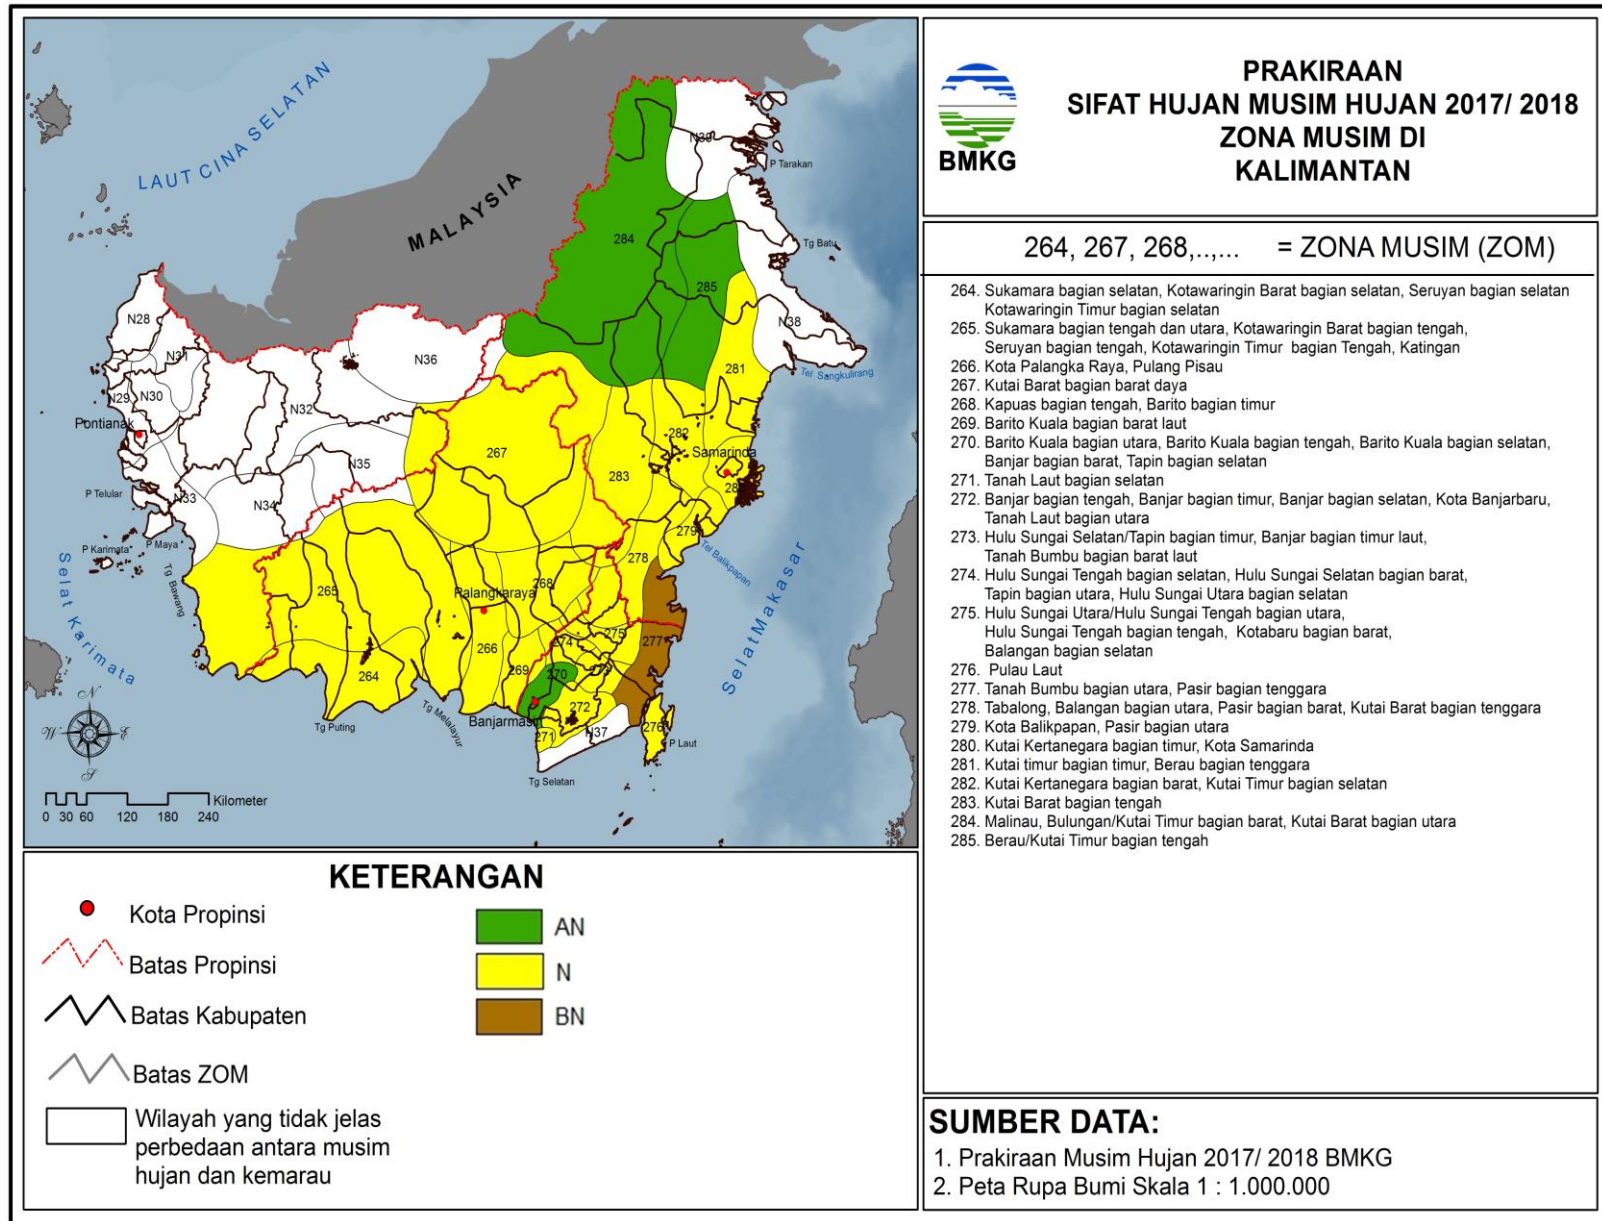 LAUT CINA SELATAN
MALAYSIA
N39
P Tarakan
284
Tg Batu
285
N28
N38
N31
N36
281
Tel Sangkulirang
N29
N30
N32
Pontianak
282
267
Samarinda
N35
283
P Telular
N33
N34
279
Tel Balikpapan
P Karimata
P Maya
278
Selat Karimata
Tg Bawang
265
268
Palangkaraya
Selat Makasar
274
275
277
266
269
270
264
272
Banjarmasin
276
Tg Puting
Tg Melalayur
271
N37
P Laut
Tg Selatan
N
W
E
S
Kilometer
0 30 60 120 180 240
KETERANGAN
Kota Propinsi
Batas Propinsi
Batas Kabupaten
Batas ZOM
Wilayah yang tidak jelas
perbedaan antara musim
hujan dan kemarau
AN
N
BN
BMKG
PRAKIRAAN
SIFAT HUJAN MUSIM HUJAN 2017/ 2018
ZONA MUSIM DI
KALIMANTAN
264, 267, 268,..,... = ZONA MUSIM (ZOM)
264. Sukamara bagian selatan, Kotawaringin Barat bagian selatan, Seruyan bagian selatan
Kotawaringin Timur bagian selatan
265. Sukamara bagian tengah dan utara, Kotawaringin Barat bagian tengah,
Seruyan bagian tengah, Kotawaringin Timur bagian Tengah, Katingan
266. Kota Palangka Raya, Pulang Pisau
267. Kutai Barat bagian barat daya
268. Kapuas bagian tengah, Barito bagian timur
269. Barito Kuala bagian barat laut
270. Barito Kuala bagian utara, Barito Kuala bagian tengah, Barito Kuala bagian selatan,
Banjar bagian barat, Tapin bagian selatan
271. Tanah Laut bagian selatan
272. Banjar bagian tengah, Banjar bagian timur, Banjar bagian selatan, Kota Banjarbaru,
Tanah Laut bagian utara
273. Hulu Sungai Selatan/Tapin bagian timur, Banjar bagian timur laut,
Tanah Bumbu bagian barat laut
274. Hulu Sungai Tengah bagian selatan, Hulu Sungai Selatan bagian barat,
Tapin bagian utara, Hulu Sungai Utara bagian selatan
275. Hulu Sungai Utara/Hulu Sungai Tengah bagian utara,
Hulu Sungai Tengah bagian tengah, Kotabaru bagian barat,
Balangan bagian selatan
276. Pulau Laut
277. Tanah Bumbu bagian utara, Pasir bagian tenggara
278. Tabalong, Balangan bagian utara, Pasir bagian barat, Kutai Barat bagian tenggara
279. Kota Balikpapan, Pasir bagian utara
280. Kutai Kertanegara bagian timur, Kota Samarinda
281. Kutai timur bagian timur, Berau bagian tenggara
282. Kutai Kertanegara bagian barat, Kutai Timur bagian selatan
283. Kutai Barat bagian tengah
284. Malinau, Bulungan/Kutai Timur bagian barat, Kutai Barat bagian utara
285. Berau/Kutai Timur bagian tengah
SUMBER DATA:
1. Prakiraan Musim Hujan 2017/ 2018 BMKG
2. Peta Rupa Bumi Skala 1 : 1.000.000